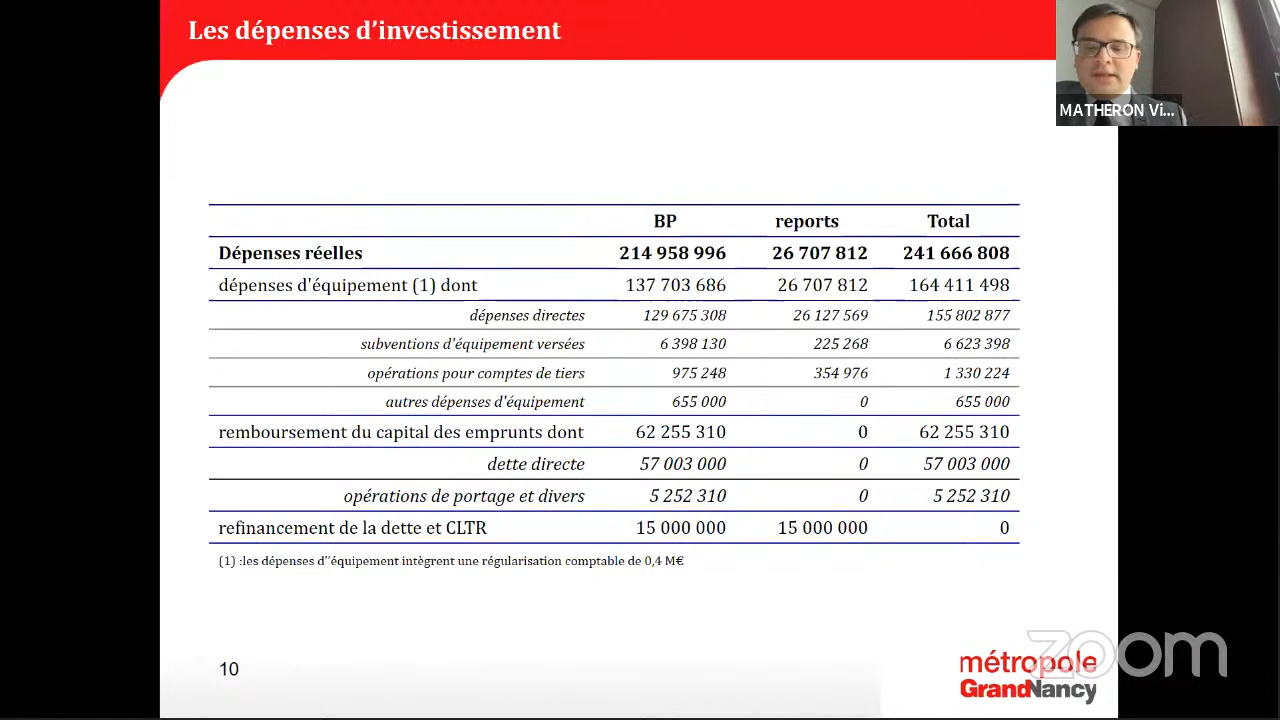 Les dépenses d’investissement
MATHERON Vi...
BP reports Total
Dépenses réelles 214 958 996 26 707 812 241 666 808
dépenses d'équipement (1) dont 137 703 686 26 707 812 164 411 498
dépenses directes 129 675 308 26 127 569 155 802 877
subventions d'équipement versées 6 398 130 225 268 6 623 398
opérations pour comptes de tiers 975 248 354 976 1 330 224
autres dépenses d'équipement 655 000 0 655 000
remboursement du capital des emprunts dont 62 255 310 0 62 255 310
dette directe 57 003 000 0 57 003 000
opérations de portage et divers 5 252 310 0 5 252 310
refinancement de la dette et CLTR 15 000 000 15 000 000 0
(1) :les dépenses d’'équipement intègrent une régularisation comptable de 0,4 M€
10
zoom
métropole
GrandNancy